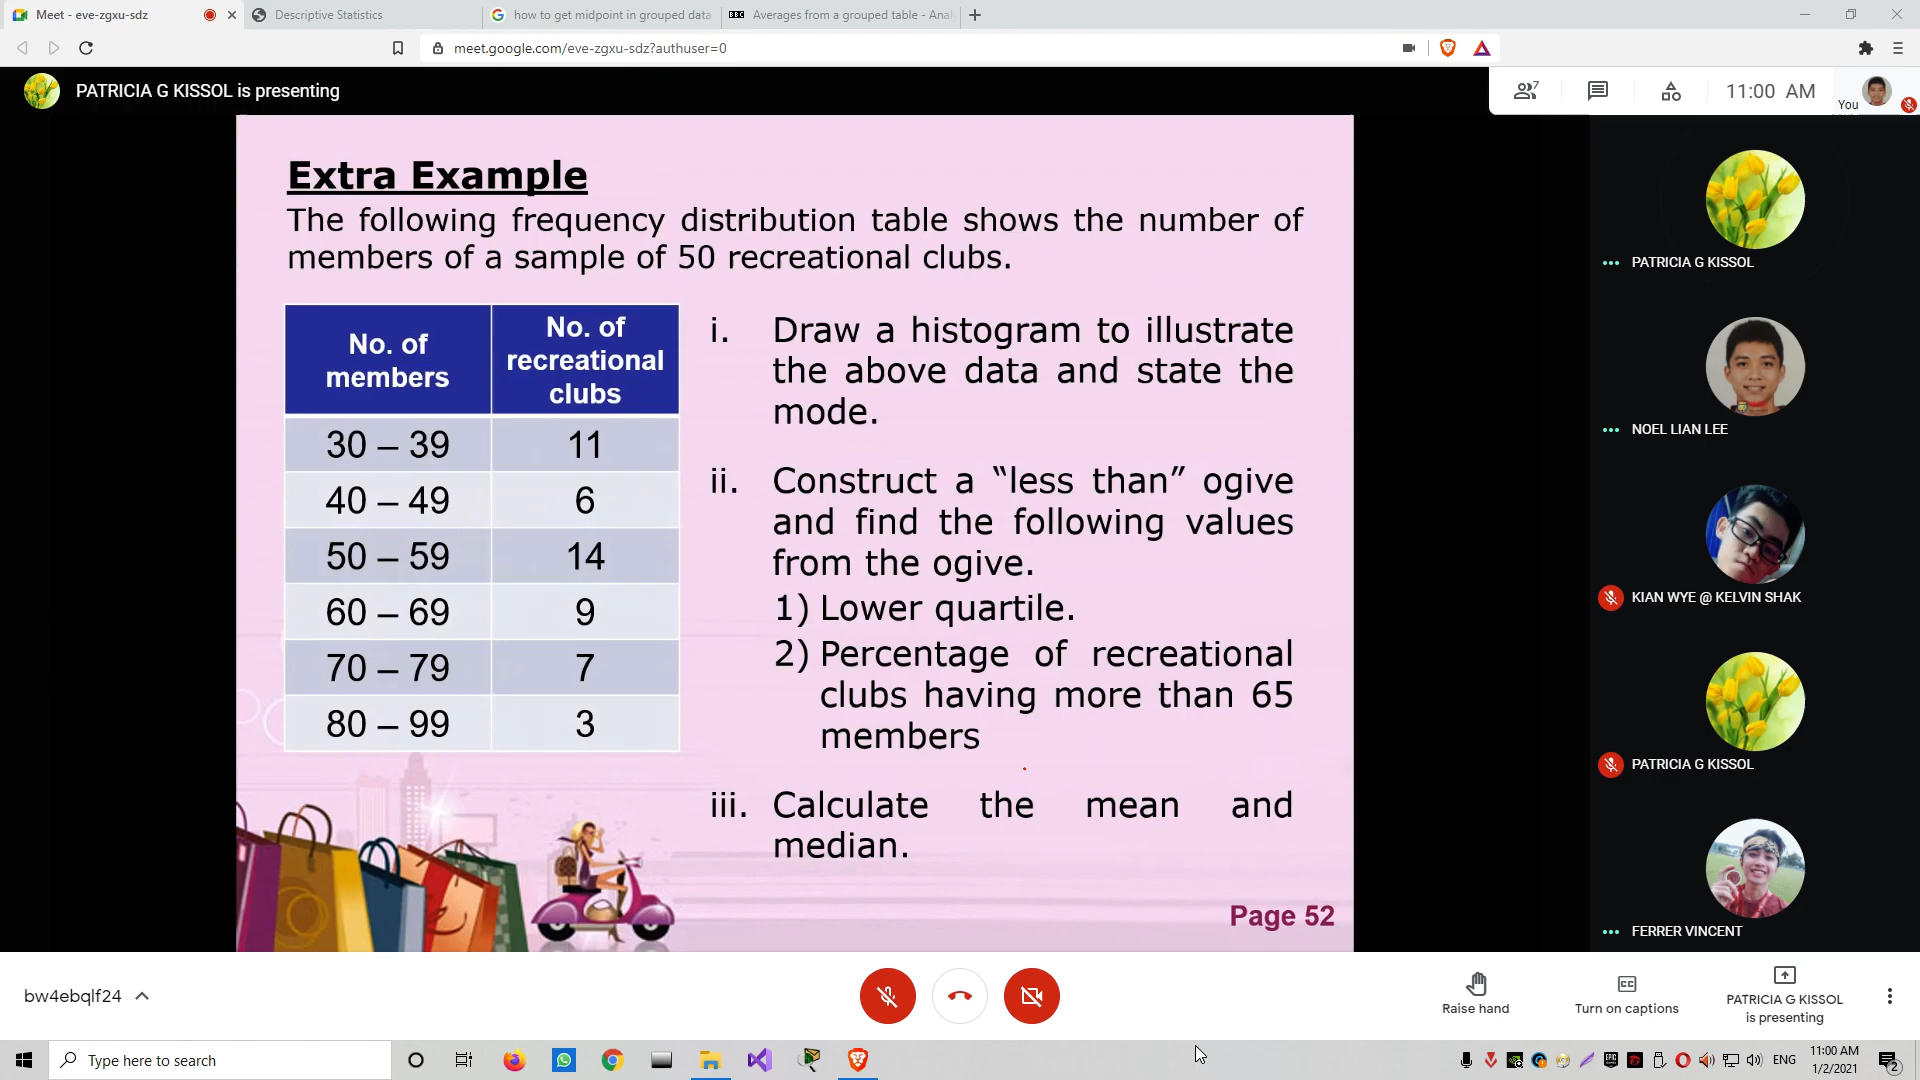 Meet - eve-zgxu-sdz
Descriptive Statistics
how to get midpoint in grouped data
BBC Averages from a grouped table - Anal
meet.google.com/eve-zgxu-sdz?authuser=0
PATRICIA G KISSOL is presenting
7
11:00 AM
You
Extra Example
The following frequency distribution table shows the number of
members of a sample of 50 recreational clubs.
No. of members No. of recreational clubs
30 – 39 11
40 – 49 6
50 – 59 14
60 – 69 9
70 – 79 7
80 – 99 3
i. Draw a histogram to illustrate
the above data and state the
mode.
ii. Construct a “less than” ogive
and find the following values
from the ogive.
1) Lower quartile.
2) Percentage of recreational
clubs having more than 65
members
iii. Calculate the mean and
median.
Page 52
PATRICIA G KISSOL
NOEL LIAN LEE
KIAN WYE @ KELVIN SHAK
PATRICIA G KISSOL
FERRER VINCENT
bw4ebqlf24
Raise hand
Turn on captions
PATRICIA G KISSOL
is presenting
Type here to search
ENG
11:00 AM
1/2/2021
2